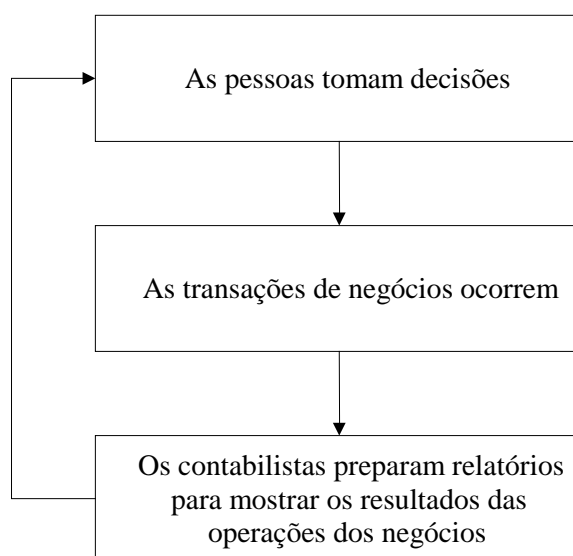 As pessoas tomam decisões
As transações de negócios ocorrem
Os contabilistas preparam relatórios
para mostrar os resultados das
operações dos negócios